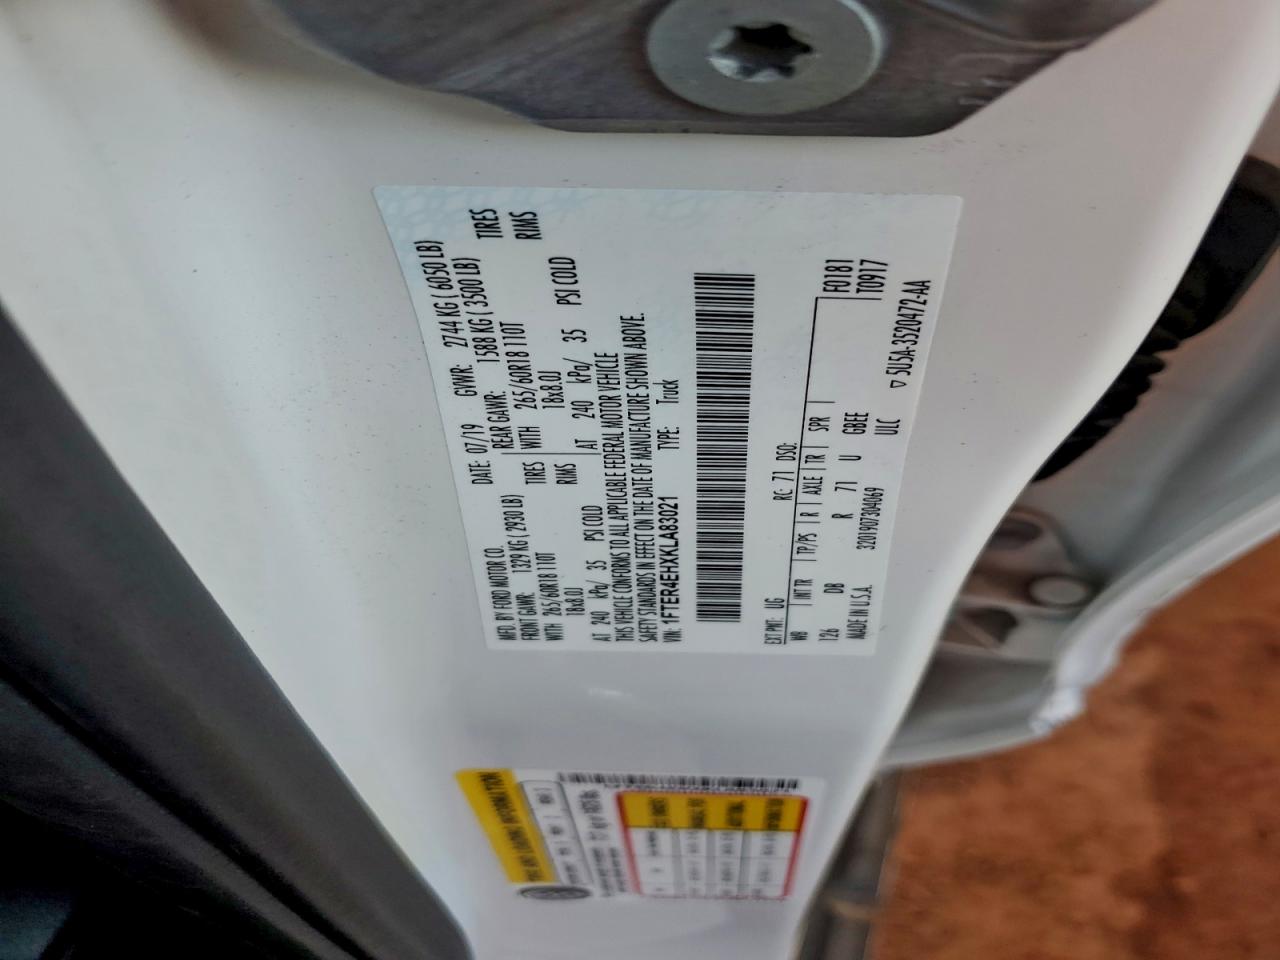 MFD. BY FORD MOTOR CO.
DATE: 07/19 GVWR: 2744 KG ( 6050 LB)
FRONT GAWR: 1329 KG ( 2930 LB) REAR GAWR: 1588 KG ( 3500 LB)
WITH 265/60R18 110T TIRES WITH 265/60R18 110T TIRES
18x8.0J RIMS 18x8.0J RIMS
AT 240 kPa/ 35 PSI COLD AT 240 kPa/ 35 PSI COLD
THIS VEHICLE CONFORMS TO ALL APPLICABLE FEDERAL MOTOR VEHICLE
SAFETY STANDARDS IN EFFECT ON THE DATE OF MANUFACTURE SHOWN ABOVE.
VIN: 1FTER4EHXKLA83021 TYPE: Truck
EXT PNT: UG RC: 71 DSO:
WB INT TR TP/PS R AXLE TR SPR F0181
126 DB R 71 U GBEE T0917
MADE IN U.S.A. 3201907304069 ULC
5U5A-3520472-AA